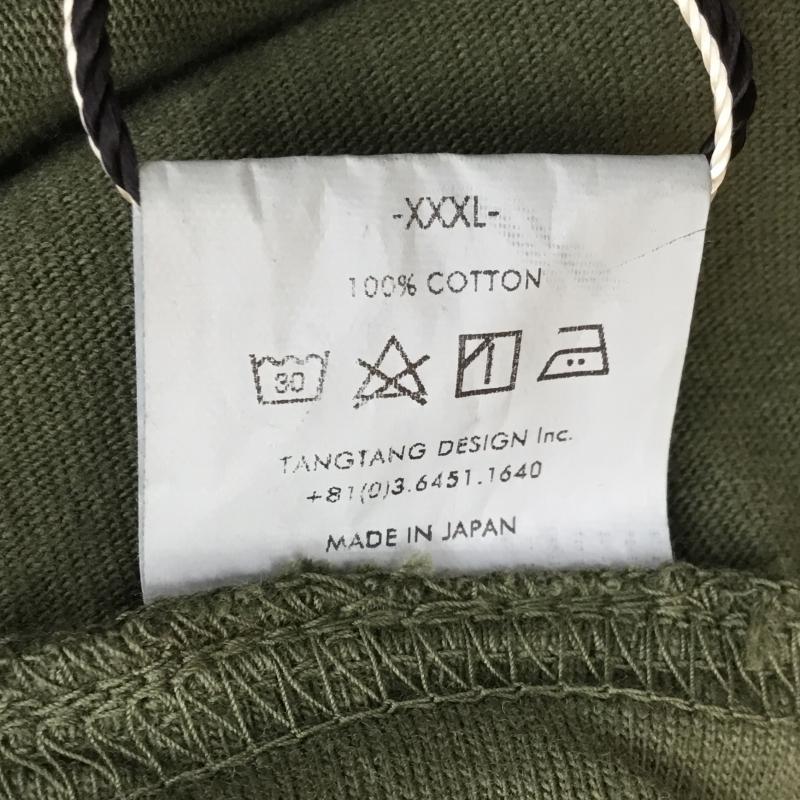 -XXXL-
100% COTTON
30
TANGTANG DESIGN Inc.
+81(0)3.6451.1640
MADE IN JAPAN